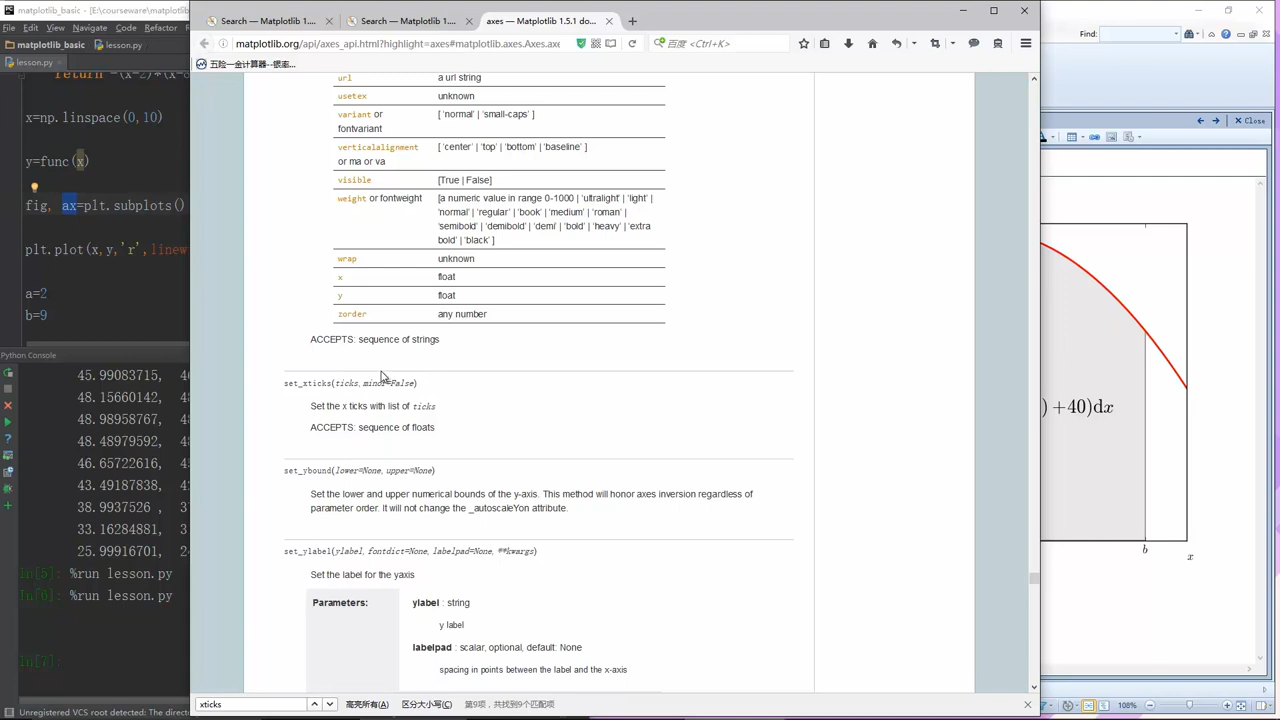 matplotlib_basic - [E:\courseware\matplotlib_b
File Edit View Navigate Code Refactor
matplotlib_basic lesson.py
lesson.py
return -(x-2)*(x-8
x=np.linspace(0,10)
y=func(x)
fig, ax=plt.subplots()
plt.plot(x,y,'r',linew
a=2
b=9
Python Console
45.99083715, 4
48.15660142, 4
48.98958767, 4
48.48979592, 4
46.65722616, 4
43.49187838, 4
38.9937526 , 3
33.16284881, 3
25.99916701, 2
In[5]: %run lesson.py
In[6]: %run lesson.py
In[7]:
Unregistered VCS root detected: The direct
Search — Matplotlib 1....
Search — Matplotlib 1....
axes — Matplotlib 1.5.1 do...
matplotlib.org/api/axes_api.html?highlight=axes#matplotlib.axes.Axes.axe
百度 <Ctrl+K>
五险一金计算器--银率...
url a url string
usetex unknown
variant or [ ‘normal’ | ‘small-caps’ ]
fontvariant
verticalalignment [ ‘center’ | ‘top’ | ‘bottom’ | ‘baseline’ ]
or ma or va
visible [True | False]
weight or fontweight [a numeric value in range 0-1000 | ‘ultralight’ | ‘light’ |
‘normal’ | ‘regular’ | ‘book’ | ‘medium’ | ‘roman’ |
‘semibold’ | ‘demibold’ | ‘demi’ | ‘bold’ | ‘heavy’ | ‘extra
bold’ | ‘black’ ]
wrap unknown
x float
y float
zorder any number
ACCEPTS: sequence of strings
set_xticks(ticks, minor=False)
Set the x ticks with list of ticks
ACCEPTS: sequence of floats
set_ybound(lower=None, upper=None)
Set the lower and upper numerical bounds of the y-axis. This method will honor axes inversion regardless of
parameter order. It will not change the _autoscaleYon attribute.
set_ylabel(ylabel, fontdict=None, labelpad=None, **kwargs)
Set the label for the yaxis
Parameters: ylabel : string
y label
labelpad : scalar, optional, default: None
spacing in points between the label and the x-axis
xticks 高亮所有(A) 区分大小写(C) 第9项，共找到9个匹配项
Find:
Close
) +40)dx
b
x
108%